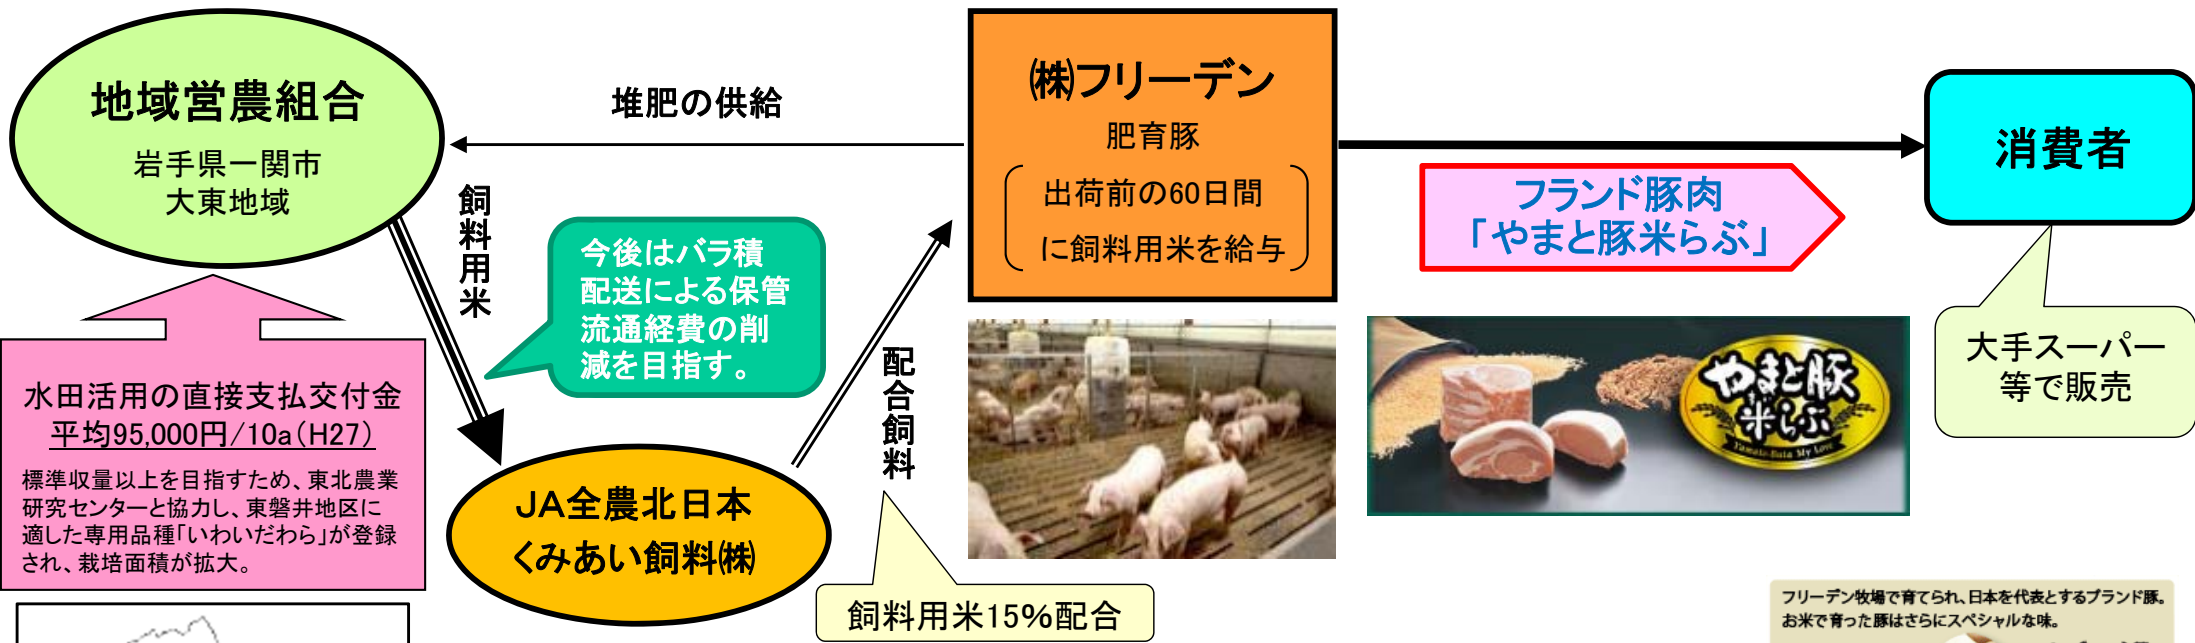 地域営農組合
岩手県一関市
大東地域
堆肥の供給
㈱フリーデン
肥育豚
出荷前の60日間
に飼料用米を給与
フランド豚肉
「やまと豚米らぶ」
消費者
大手スーパー
等で販売
飼料用米
今後はバラ積
配送による保管
流通経費の削
減を目指す。
配合飼料
水田活用の直接支払交付金
平均95,000円/10a(H27)
標準収量以上を目指すため、東北農業
研究センターと協力し、東磐井地区に
適した専用品種「いわいだわら」が登録
され、栽培面積が拡大。
JA全農北日本
くみあい飼料㈱
飼料用米15%配合
やまと豚
米らぶ
Yamato-Buta My Love
フリーデン牧場で育てられ、日本を代表とするブランド豚。
お米で育った豚はさらにスペシャルな味。